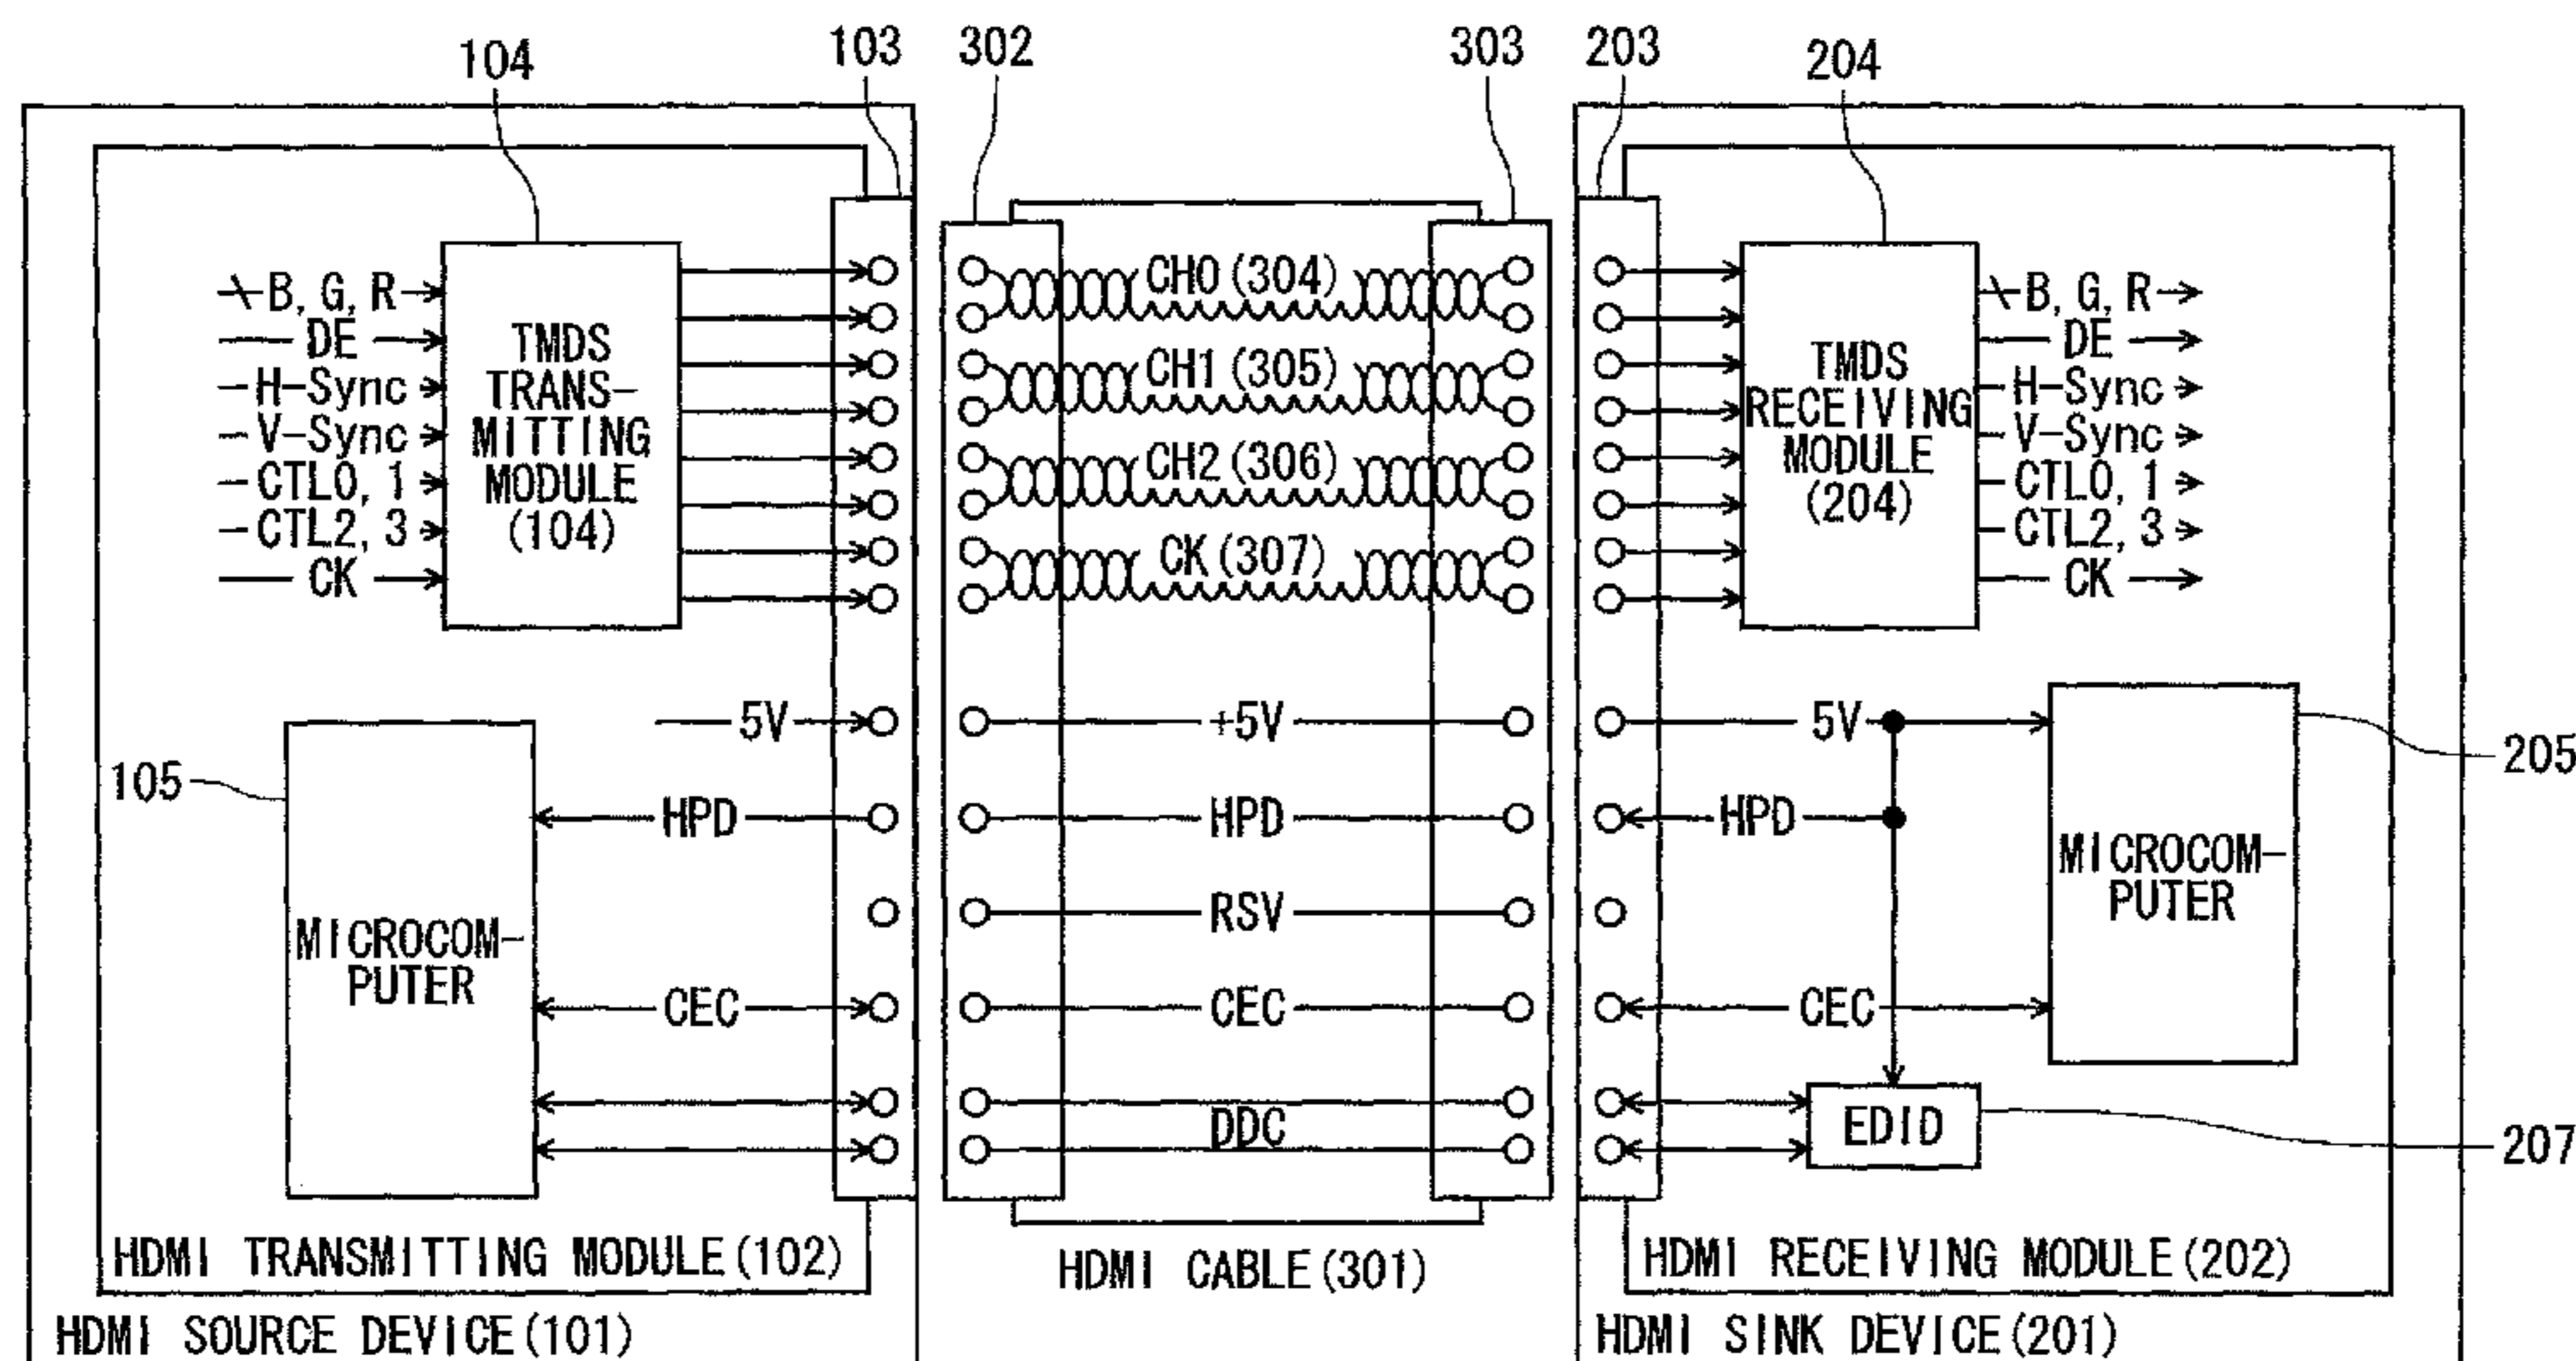 104
103
302
303
203
204
B, G, R
DE
H-Sync
V-Sync
CTL0, 1
CTL2, 3
CK
TMDS
TRANS-
MITTING
MODULE
(104)
CH0 (304)
CH1 (305)
CH2 (306)
CK (307)
TMDS
RECEIVING
MODULE
(204)
B, G, R
DE
H-Sync
V-Sync
CTL0, 1
CTL2, 3
CK
5V
+5V
5V
205
105
HPD
HPD
HPD
MICROCOM-
PUTER
RSV
MICROCOM-
PUTER
CEC
CEC
CEC
DDC
EDID
207
HDMI TRANSMITTING MODULE (102)
HDMI CABLE (301)
HDMI RECEIVING MODULE (202)
HDMI SOURCE DEVICE (101)
HDMI SINK DEVICE (201)